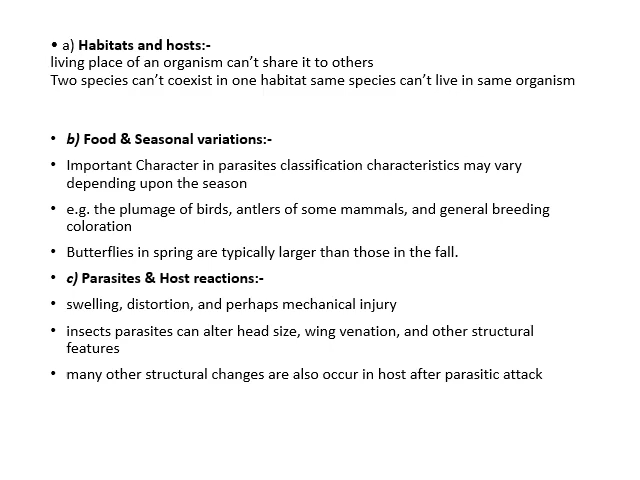 • a) Habitats and hosts:-
living place of an organism can’t share it to others
Two species can’t coexist in one habitat same species can’t live in same organism
• b) Food & Seasonal variations:-
• Important Character in parasites classification characteristics may vary
depending upon the season
• e.g. the plumage of birds, antlers of some mammals, and general breeding
coloration
• Butterflies in spring are typically larger than those in the fall.
• c) Parasites & Host reactions:-
• swelling, distortion, and perhaps mechanical injury
• insects parasites can alter head size, wing venation, and other structural
features
• many other structural changes are also occur in host after parasitic attack